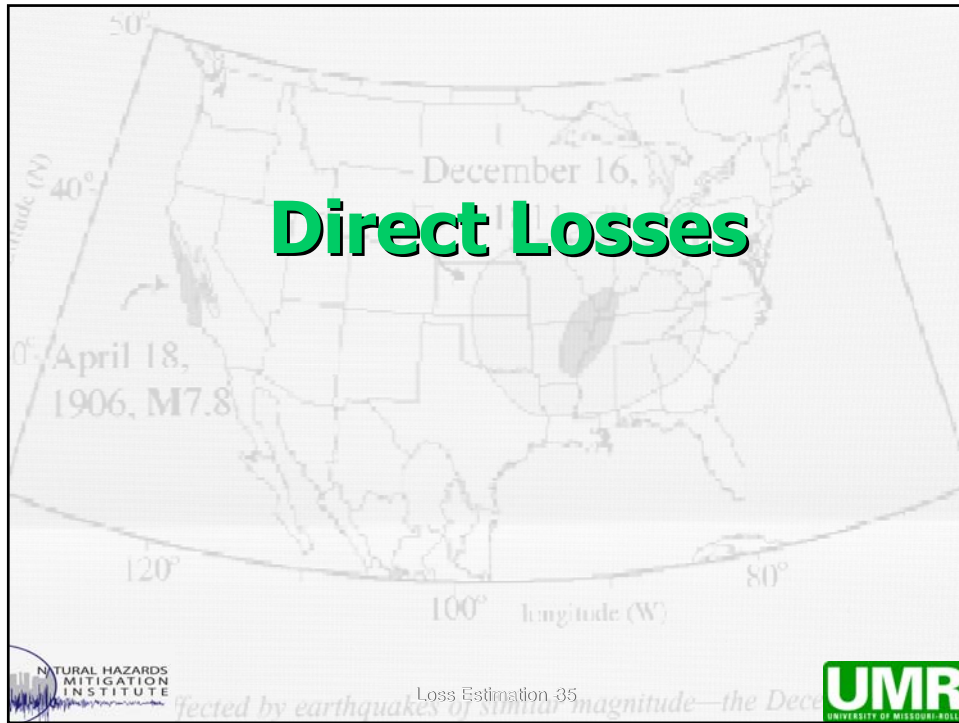 50°
December 16,
40°
Direct Losses
April 18,
1906, M7.8
120°
80°
100° longitude (W)
NATURAL HAZARDS
MITIGATION
INSTITUTE
Loss Estimation 35
fected by earthquakes of similar magnitude—the Dece
UMR
UNIVERSITY OF MISSOURI-ROLL